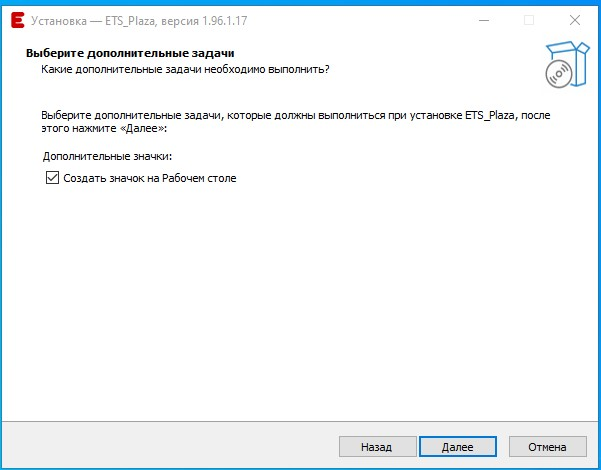 Установка — ETS_Plaza, версия 1.96.1.17
Выберите дополнительные задачи
Какие дополнительные задачи необходимо выполнить?
Выберите дополнительные задачи, которые должны выполниться при установке ETS_Plaza, после
этого нажмите «Далее»:
Дополнительные значки:
Создать значок на Рабочем столе
Назад
Далее
Отмена